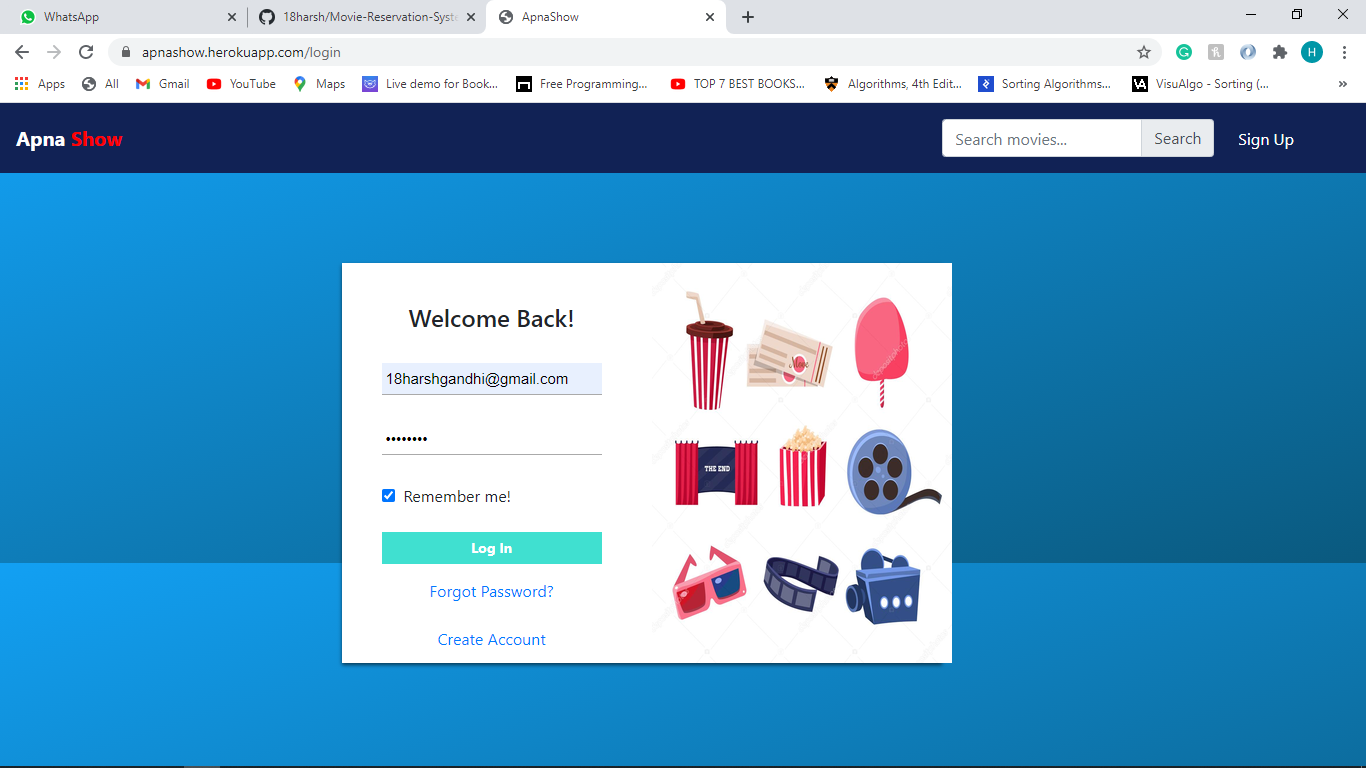 WhatsApp
18harsh/Movie-Reservation-Syste
ApnaShow
apnashow.herokuapp.com/login
H
Apps
All
Gmail
YouTube
Maps
Live demo for Book...
Free Programming...
TOP 7 BEST BOOKS...
Algorithms, 4th Edit...
Sorting Algorithms...
VisuAlgo - Sorting (...
»
Apna Show
Search movies...
Search
Sign Up
Welcome Back!
18harshgandhi@gmail.com
••••••••
Remember me!
Log In
Forgot Password?
Create Account
Movie
THE END